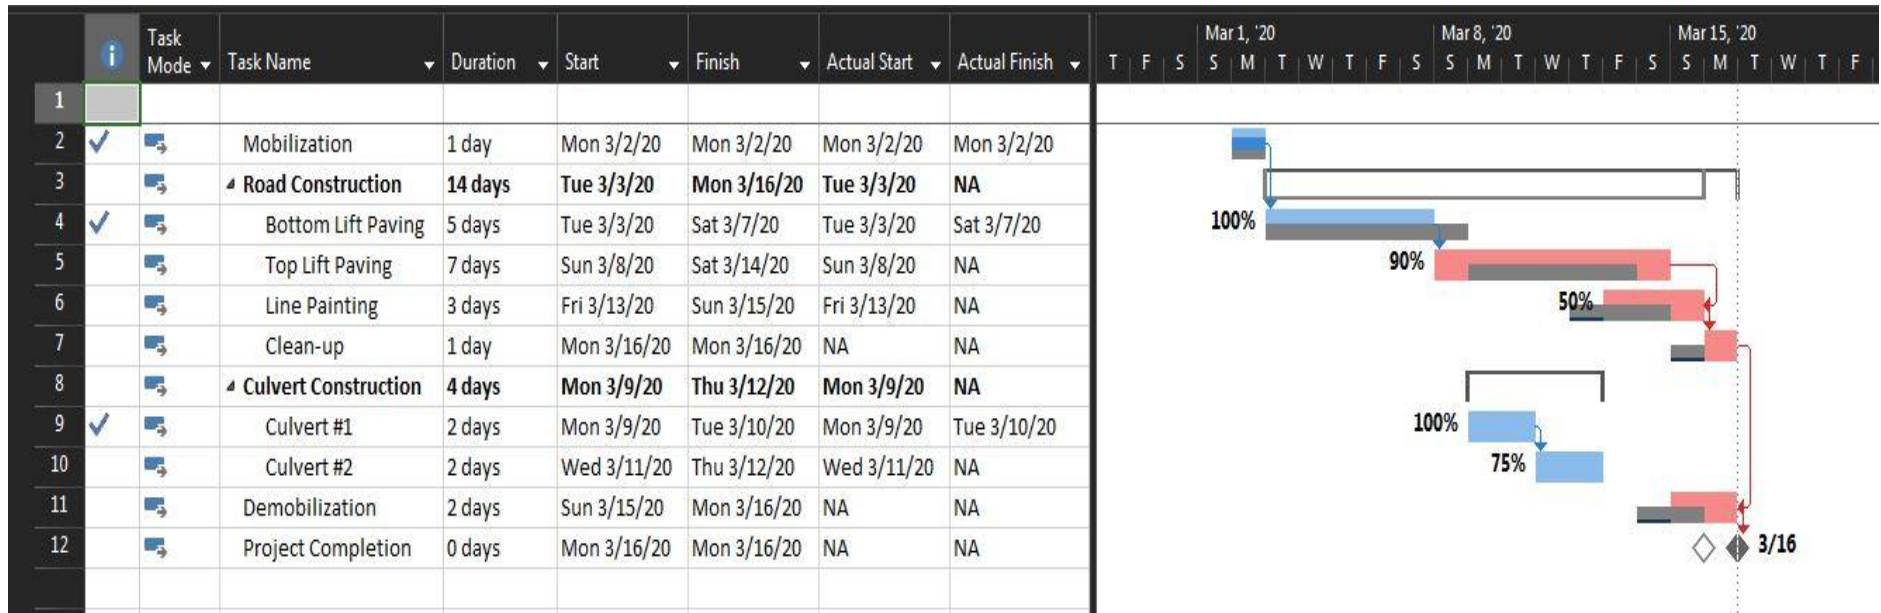 Task Mode Task Name Duration Start Finish Actual Start Actual Finish
Mar 1, '20 Mar 8, '20 Mar 15, '20
T F S S M T W T F S S M T W T F S S M T W T F
1
2 Mobilization 1 day Mon 3/2/20 Mon 3/2/20 Mon 3/2/20 Mon 3/2/20
3 Road Construction 14 days Tue 3/3/20 Mon 3/16/20 Tue 3/3/20 NA
4 Bottom Lift Paving 5 days Tue 3/3/20 Sat 3/7/20 Tue 3/3/20 Sat 3/7/20 100%
5 Top Lift Paving 7 days Sun 3/8/20 Sat 3/14/20 Sun 3/8/20 NA 90%
6 Line Painting 3 days Fri 3/13/20 Sun 3/15/20 Fri 3/13/20 NA 50%
7 Clean-up 1 day Mon 3/16/20 Mon 3/16/20 NA NA
8 Culvert Construction 4 days Mon 3/9/20 Thu 3/12/20 Mon 3/9/20 NA
9 Culvert #1 2 days Mon 3/9/20 Tue 3/10/20 Mon 3/9/20 Tue 3/10/20 100%
10 Culvert #2 2 days Wed 3/11/20 Thu 3/12/20 Wed 3/11/20 NA 75%
11 Demobilization 2 days Sun 3/15/20 Mon 3/16/20 NA NA
12 Project Completion 0 days Mon 3/16/20 Mon 3/16/20 NA NA 3/16